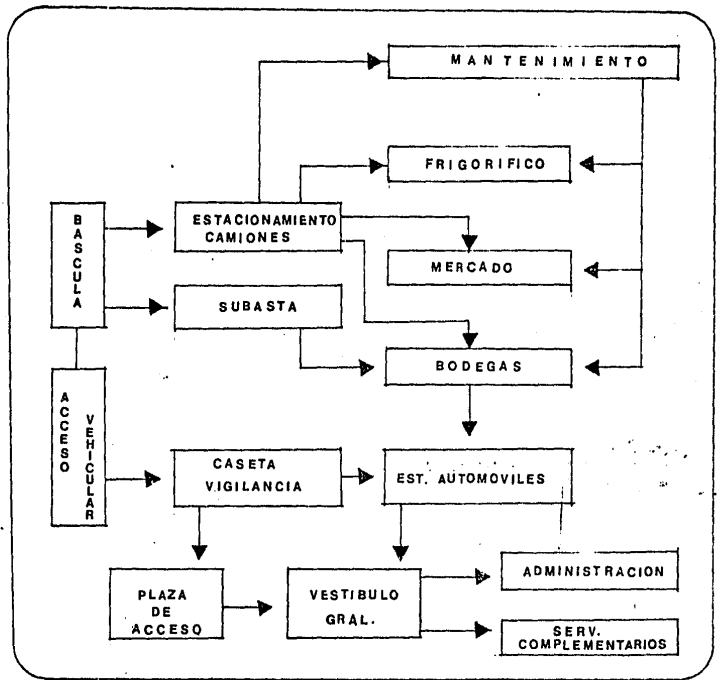 MANTENIMIENTO
FRIGORIFICO
BASCULA
ESTACIONAMIENTO
CAMIONES
MERCADO
SUBASTA
BODEGAS
ACCESO
VEHICULAR
CASETA
VIGILANCIA
EST. AUTOMOVILES
PLAZA
DE
ACCESO
VESTIBULO
GRAL.
ADMINISTRACION
SERV.
COMPLEMENTARIOS